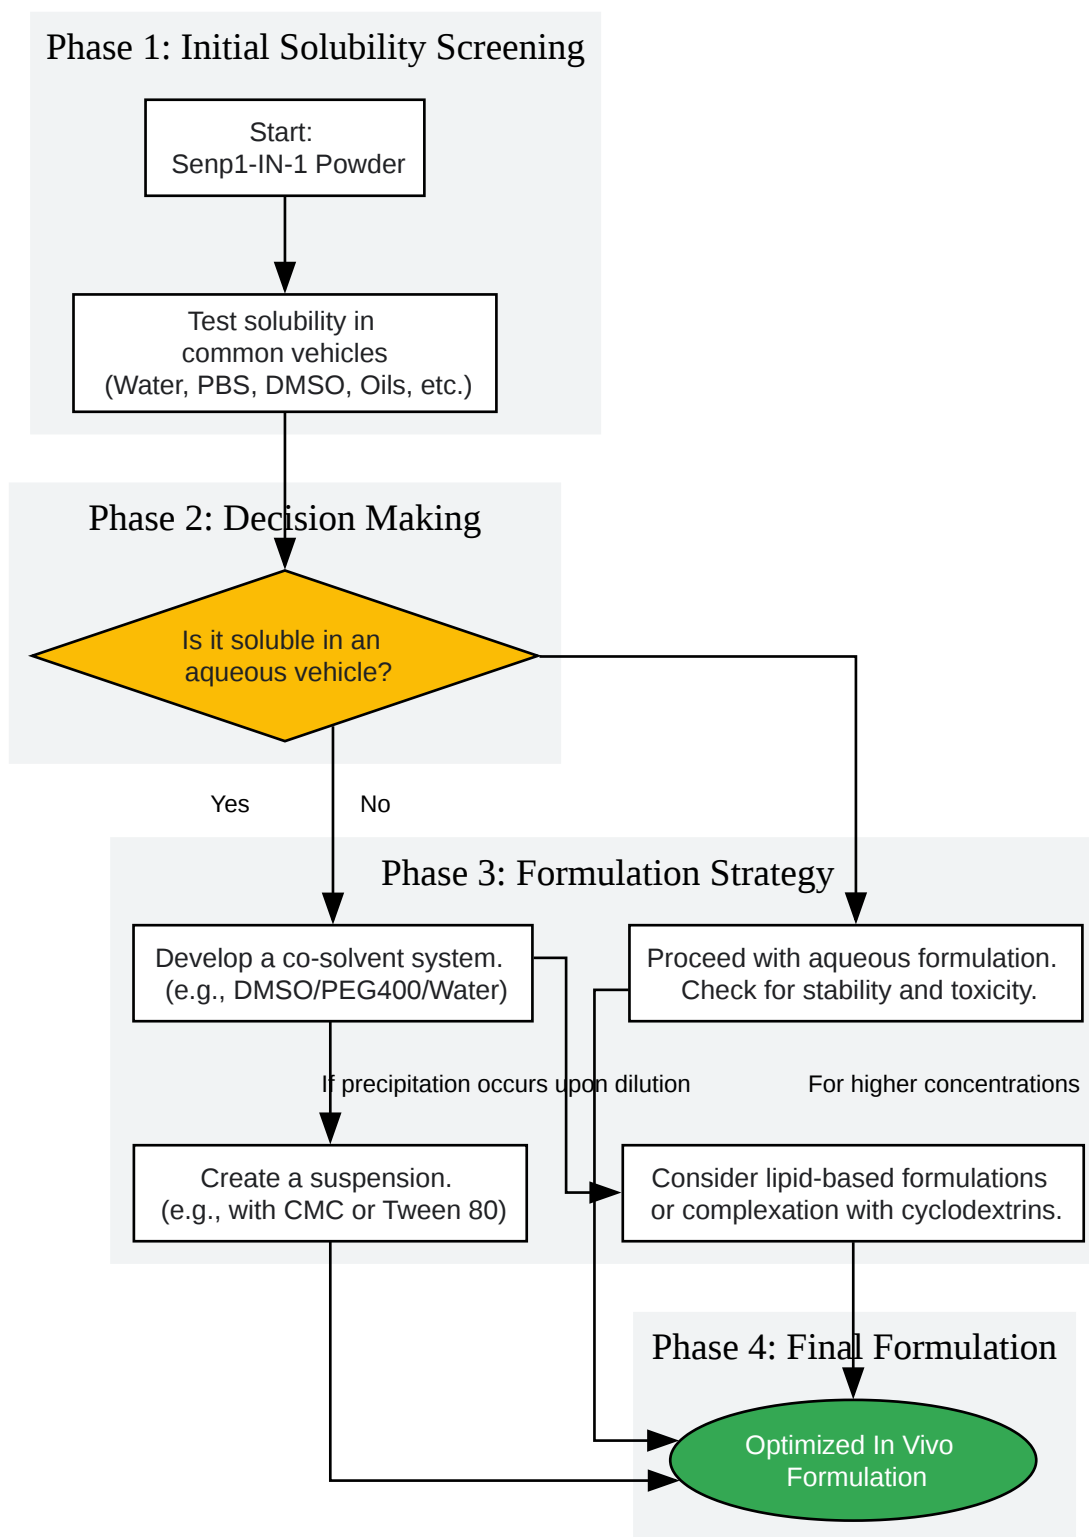 Phase 1: Initial Solubility Screening
Start:
Senp1-IN-1 Powder
Test solubility in
common vehicles
(Water, PBS, DMSO, Oils, etc.)
Phase 2: Decision Making
Is it soluble in an
aqueous vehicle?
Yes
No
Phase 3: Formulation Strategy
Develop a co-solvent system.
(e.g., DMSO/PEG400/Water)
Proceed with aqueous formulation.
Check for stability and toxicity.
If precipitation occurs upon dilution
For higher concentrations
Create a suspension.
(e.g., with CMC or Tween 80)
Consider lipid-based formulations
or complexation with cyclodextrins.
Phase 4: Final Formulation
Optimized In Vivo
Formulation